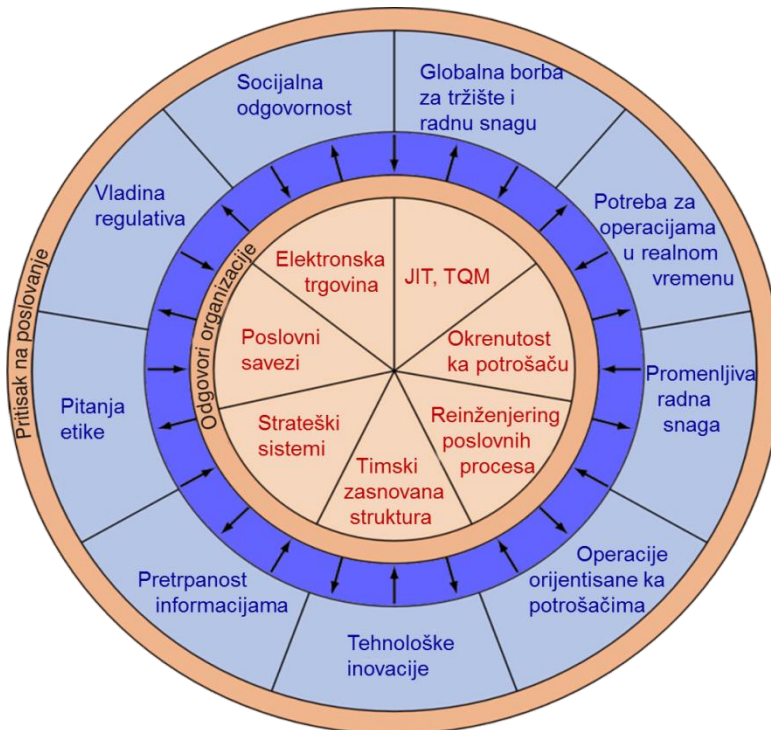 Socijalna
odgovornost
Globalna borba
za tržište i
radnu snagu
Vladina
regulativa
Potreba za
operacijama
u realnom
vremenu
Elektronska
trgovina
JIT, TQM
Pritisak na poslovanje
Odgovori organizacije
Poslovni
savezi
Okrenutost
ka potrošaču
Promenljiva
radna
snaga
Pitanja
etike
Strateški
sistemi
Timski
zasnovana
struktura
Reinženjering
poslovnih
procesa
Pretrpanost
informacijama
Tehnološke
inovacije
Operacije
orijentisane ka
potrošačima